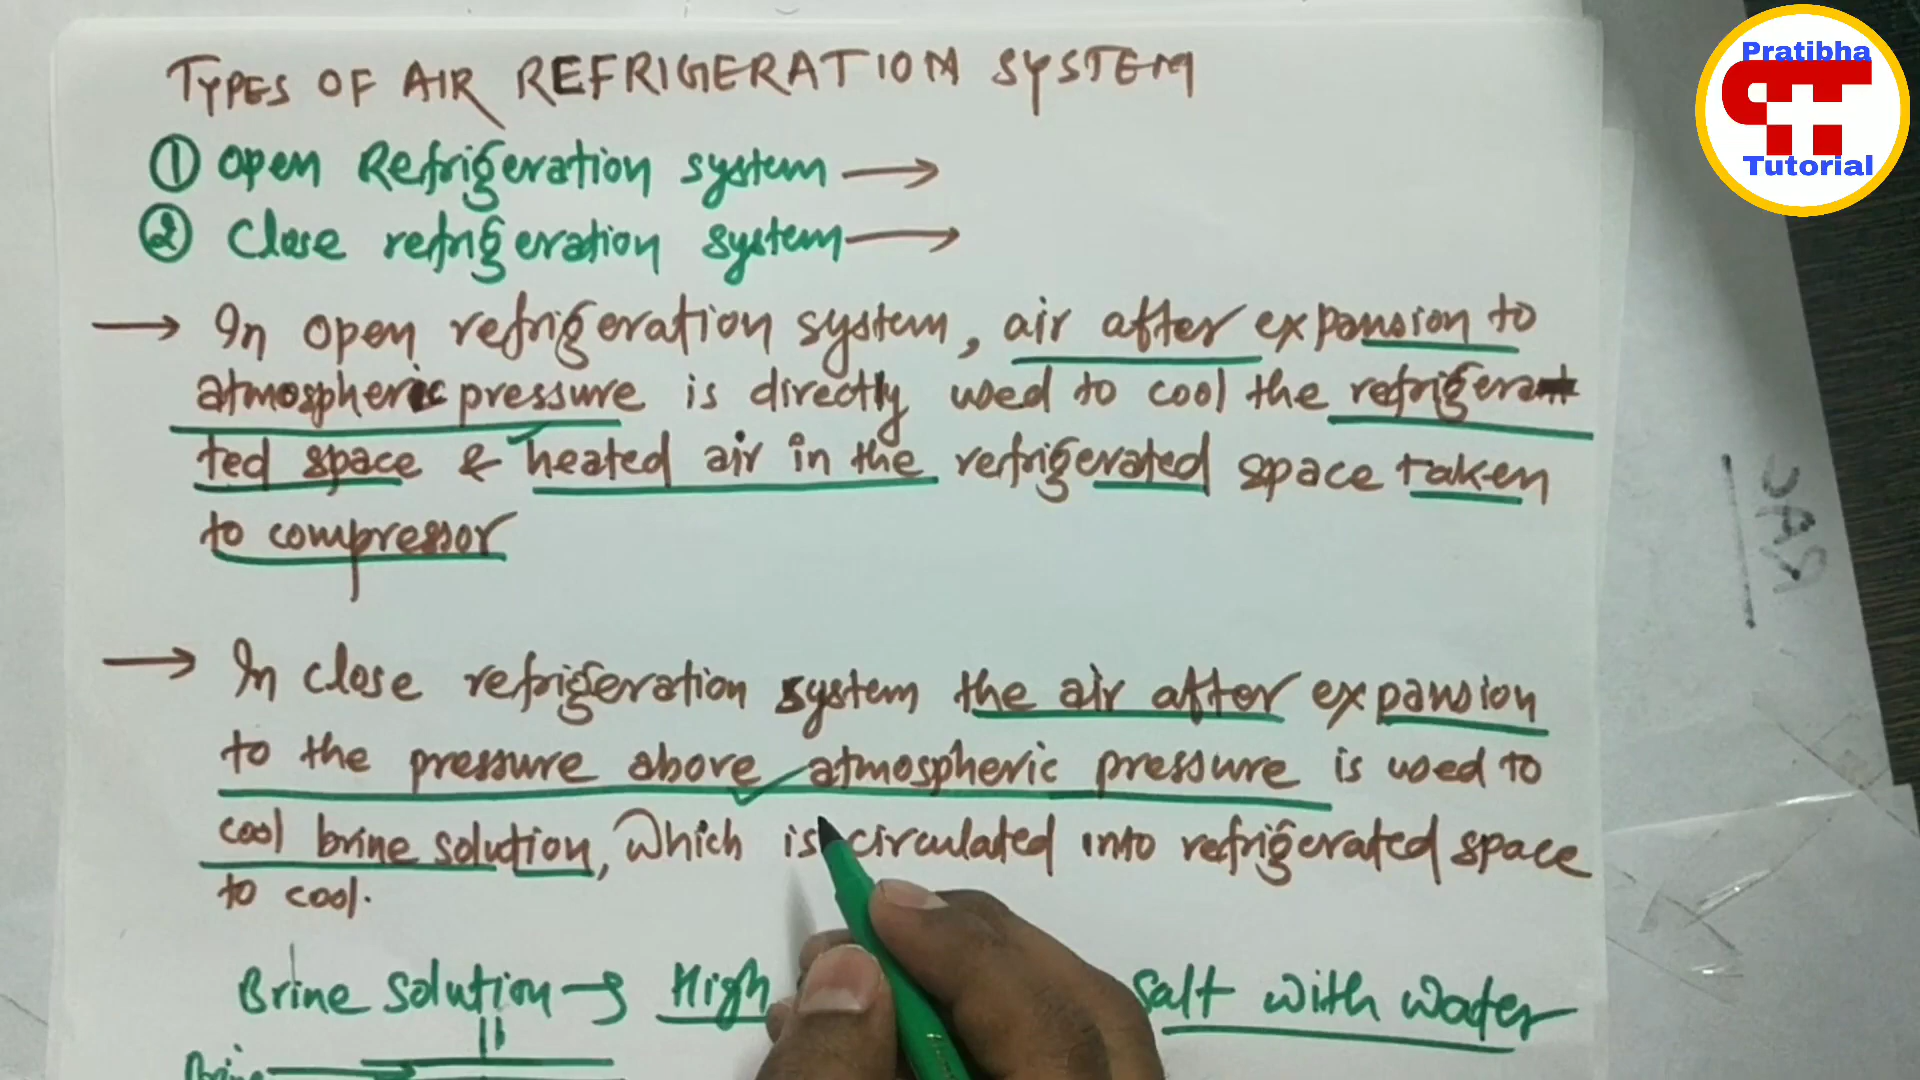 TYPES OF AIR REFRIGERATION SYSTEM
① Open Refrigeration system →
② Close refrigeration system →
→ In open refrigeration system, air after expansion to
atmospheric pressure is directly used to cool the refrigera
ted space & heated air in the refrigerated space taken
to compressor
→ In close refrigeration system the air after expansion
to the pressure above atmospheric pressure is used to
cool brine solution, which is circulated into refrigerated space
to cool.
Brine solution → High salt with water
Brine
Pratibha
Tutorial